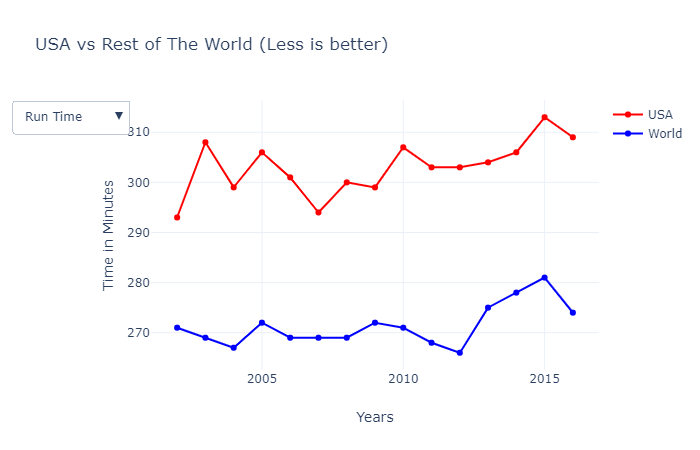 USA vs Rest of The World (Less is better)
Run Time ▼
USA
World
310
300
290
280
270
Time in Minutes
2005 2010 2015
Years